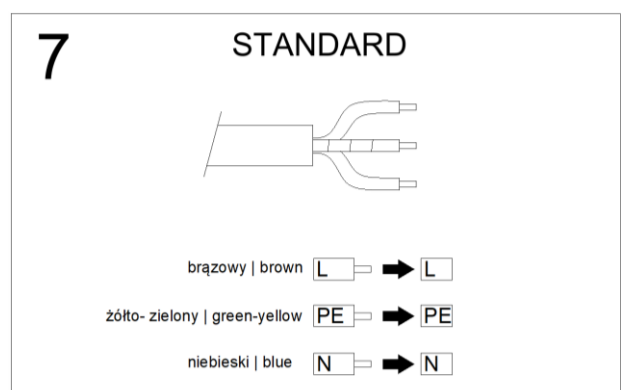 7
STANDARD
brązowy | brown L L
żółto- zielony | green-yellow PE PE
niebieski | blue N N